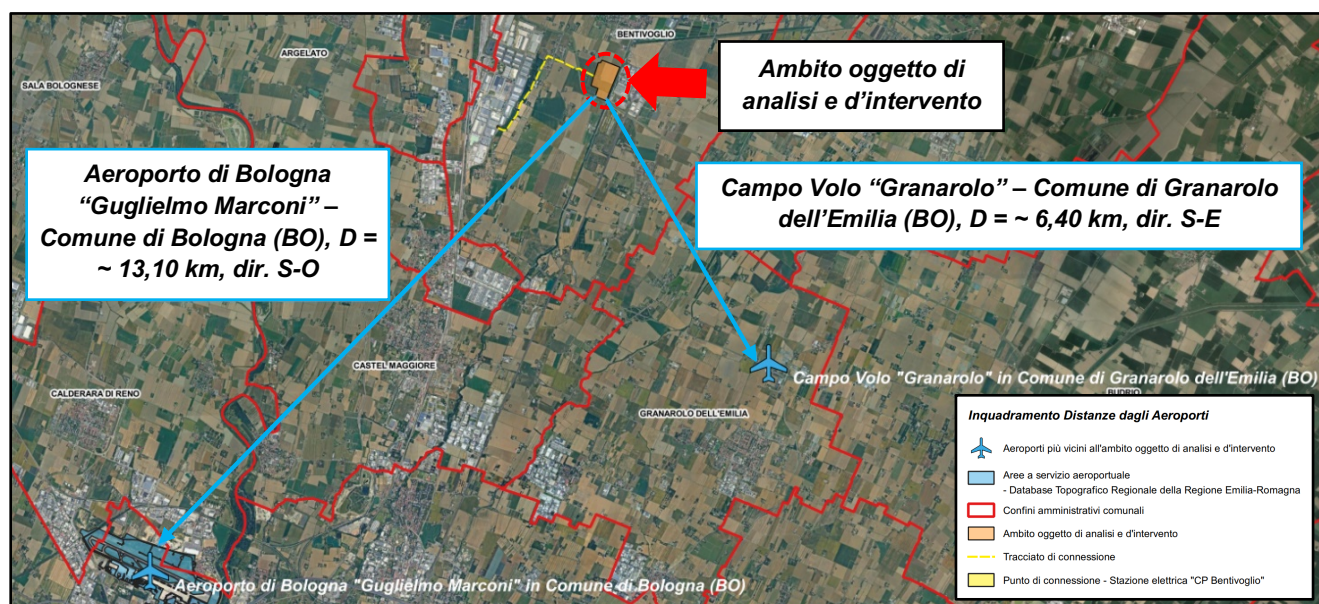 BENTIVOGLIO
ARGELATO
SALA BOLOGNESE
Ambito oggetto di
analisi e d'intervento
Aeroporto di Bologna
“Guglielmo Marconi” –
Comune di Bologna (BO), D =
~ 13,10 km, dir. S-O
Campo Volo “Granarolo” – Comune di Granarolo
dell’Emilia (BO), D = ~ 6,40 km, dir. S-E
CASTEL MAGGIORE
Campo Volo "Granarolo" in Comune di Granarolo dell'Emilia (BO)
CALDERARA DI RENO
BUDRIO
GRANAROLO DELL'EMILIA
Inquadramento Distanze dagli Aeroporti
Aeroporti più vicini all'ambito oggetto di analisi e d'intervento
Aree a servizio aeroportuale
- Database Topografico Regionale della Regione Emilia-Romagna
Confini amministrativi comunali
Ambito oggetto di analisi e d'intervento
Tracciato di connessione
Punto di connessione - Stazione elettrica "CP Bentivoglio"
Aeroporto di Bologna "Guglielmo Marconi" in Comune di Bologna (BO)